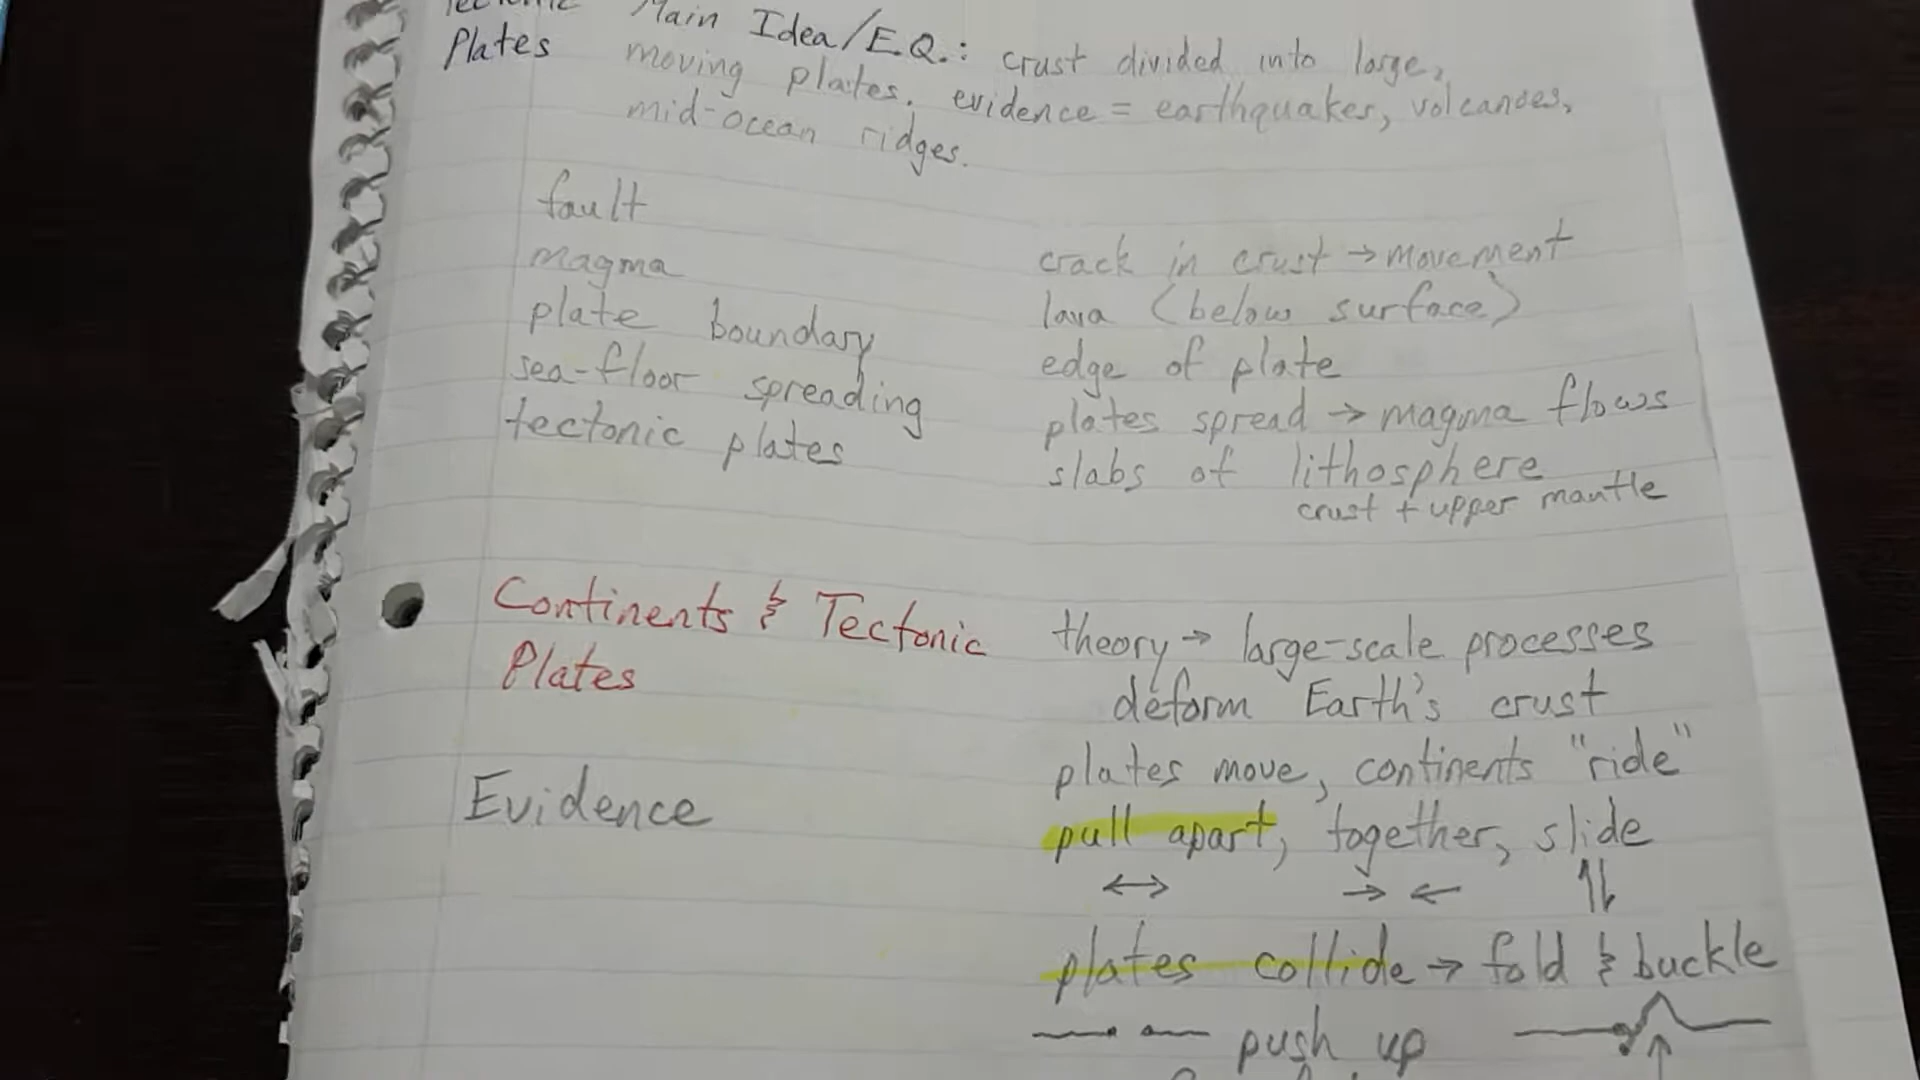 Tectonic
Plates
Main Idea/E.Q.: crust divided into large,
moving plates. evidence = earthquakes, volcanoes,
mid-ocean ridges.
fault
crack in crust → movement
magma
lava (below surface)
plate boundary
edge of plate
sea-floor spreading
plates spread → magma flows
tectonic plates
slabs of lithosphere
crust + upper mantle
Continents & Tectonic
Plates
theory → large-scale processes
deform Earth's crust
plates move, continents "ride"
Evidence
pull apart, together, slide
↔ → ← ⥮
plates collide → fold & buckle
push up